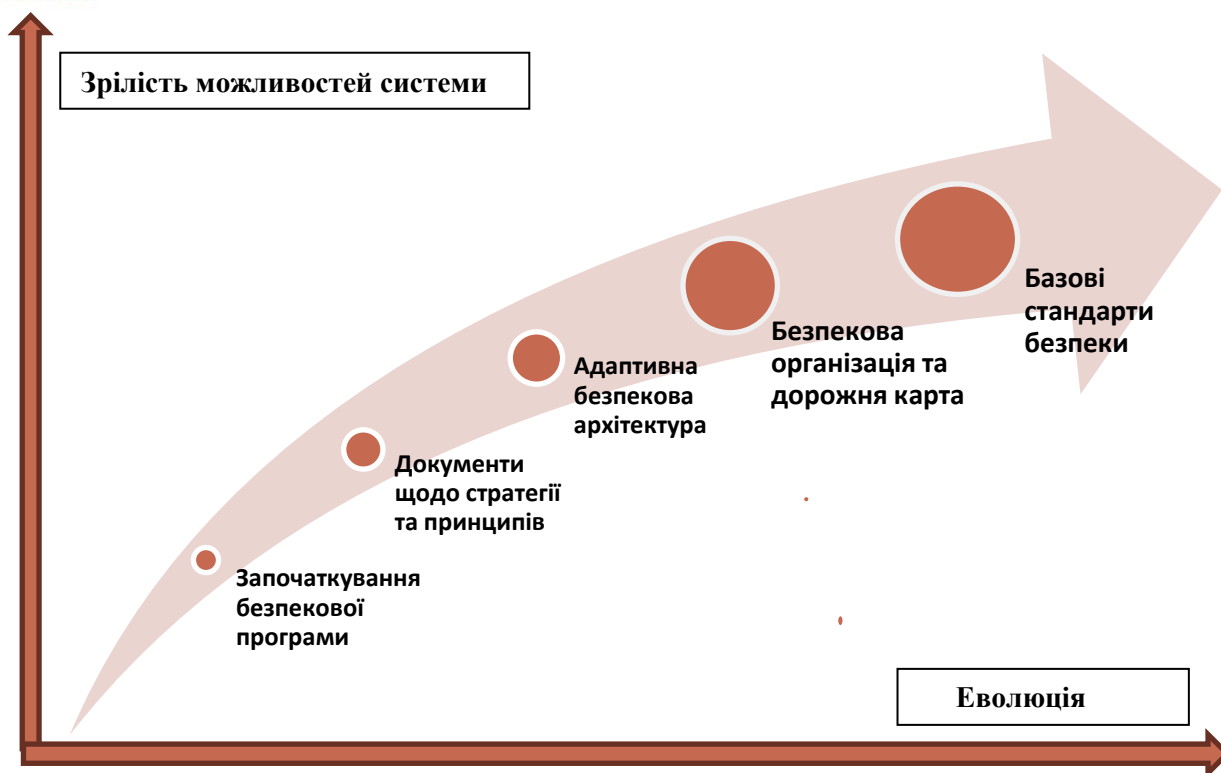 Зрілість можливостей системи
Базові
стандарти
безпеки
Безпекова
організація та
дорожня карта
Адаптивна
безпекова
архітектура
Документи
щодо стратегії
та принципів
Започаткування
безпекової
програми
Еволюція